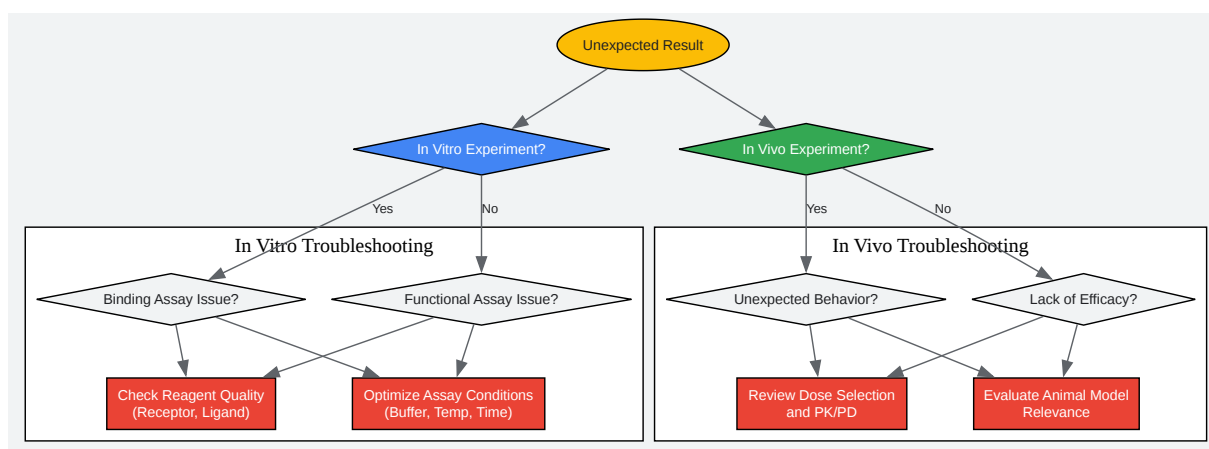 Unexpected Result
In Vitro Experiment?
In Vivo Experiment?
Yes
No
Yes
No
In Vitro Troubleshooting
In Vivo Troubleshooting
Binding Assay Issue?
Functional Assay Issue?
Unexpected Behavior?
Lack of Efficacy?
Check Reagent Quality
(Receptor, Ligand)
Optimize Assay Conditions
(Buffer, Temp, Time)
Review Dose Selection
and PK/PD
Evaluate Animal Model
Relevance